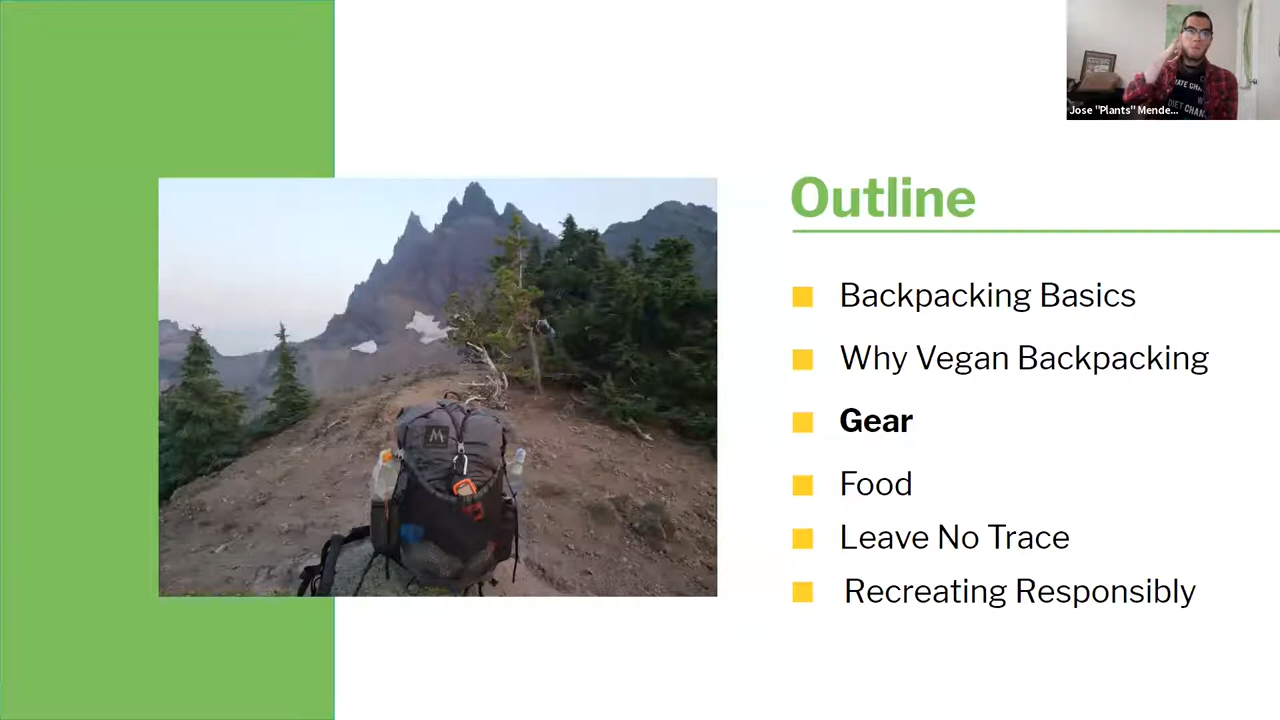 Jose "Plants" Mende...
Outline
Backpacking Basics
Why Vegan Backpacking
Gear
Food
Leave No Trace
Recreating Responsibly